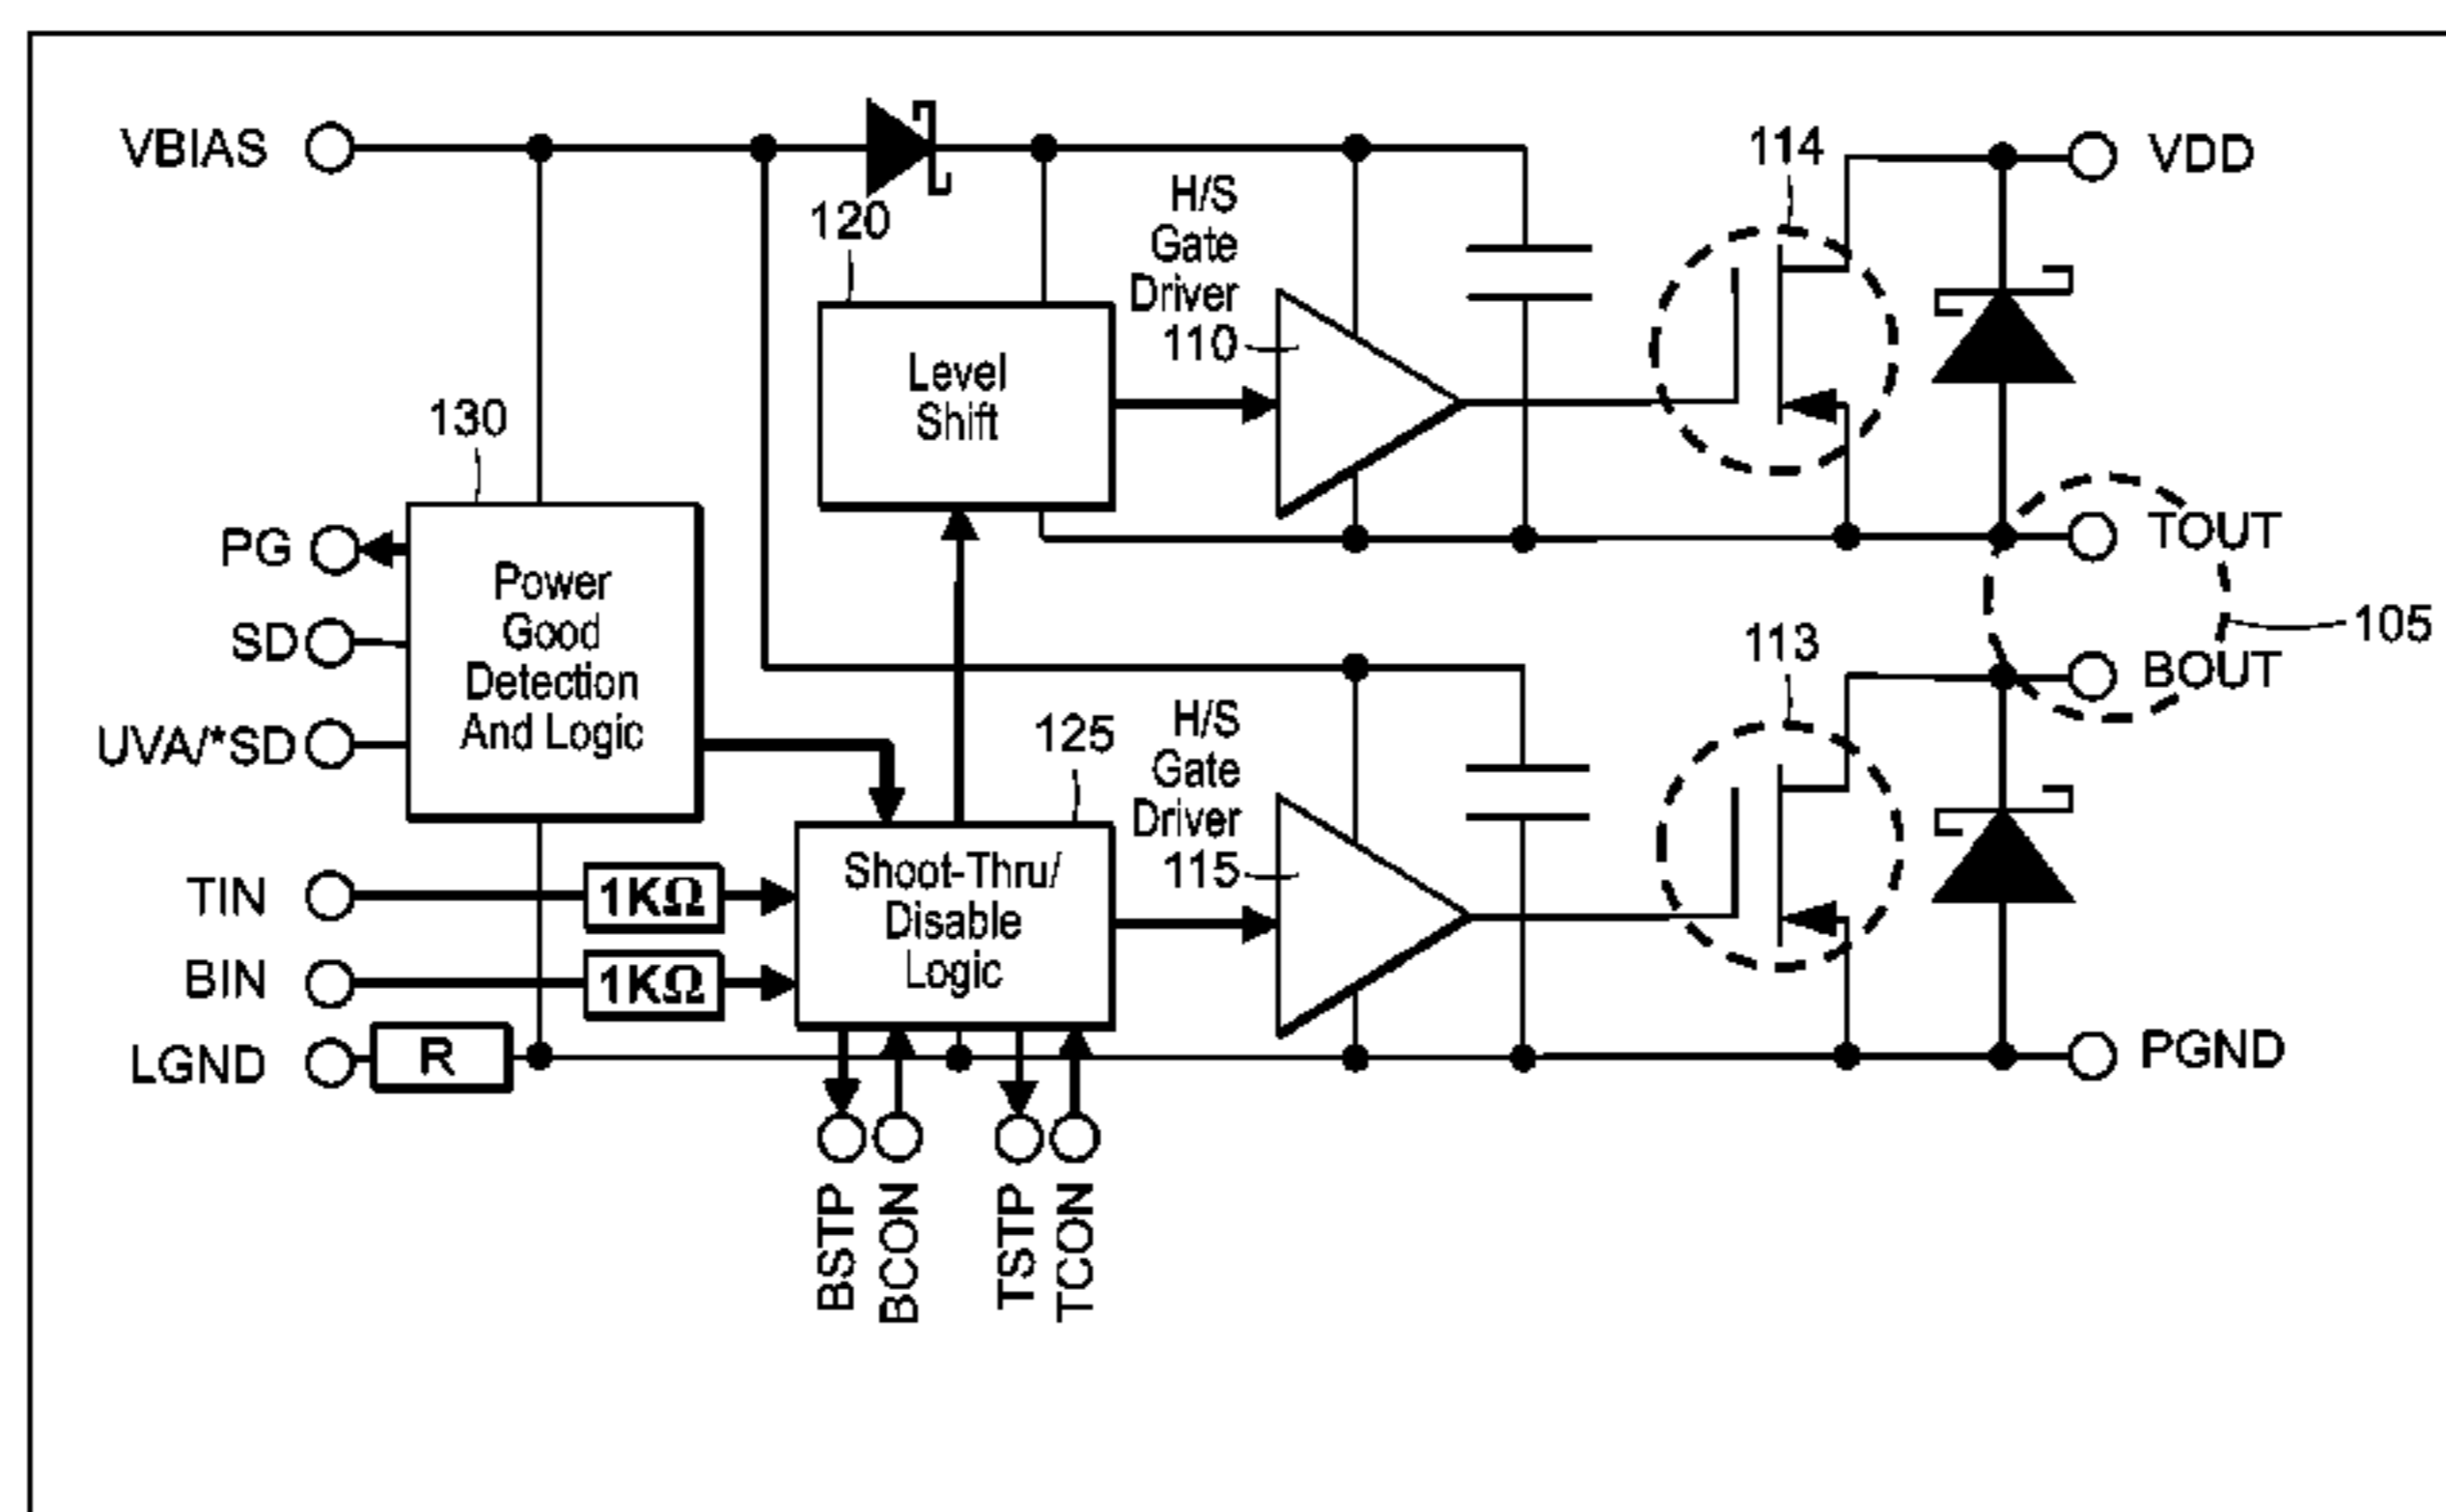 VBIAS
120
H/S
Gate
Driver
110
114
VDD
Level
Shift
130
PG
SD
UVA/*SD
Power
Good
Detection
And Logic
TOUT
105
BOUT
113
125
H/S
Gate
Driver
115
TIN
1KΩ
BIN
1KΩ
LGND
R
Shoot-Thru/
Disable
Logic
PGND
BSTP
BCON
TSTP
TCON